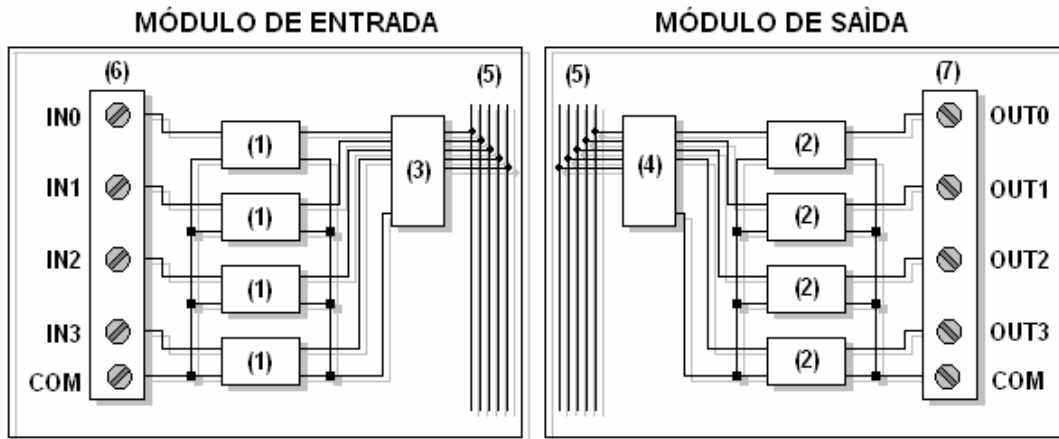 MÓDULO DE ENTRADA
(6)
(5)
IN0
(1)
(3)
IN1
(1)
IN2
(1)
IN3
(1)
COM
MÓDULO DE SAÌDA
(5)
(7)
OUT0
(2)
(4)
OUT1
(2)
OUT2
(2)
OUT3
(2)
COM